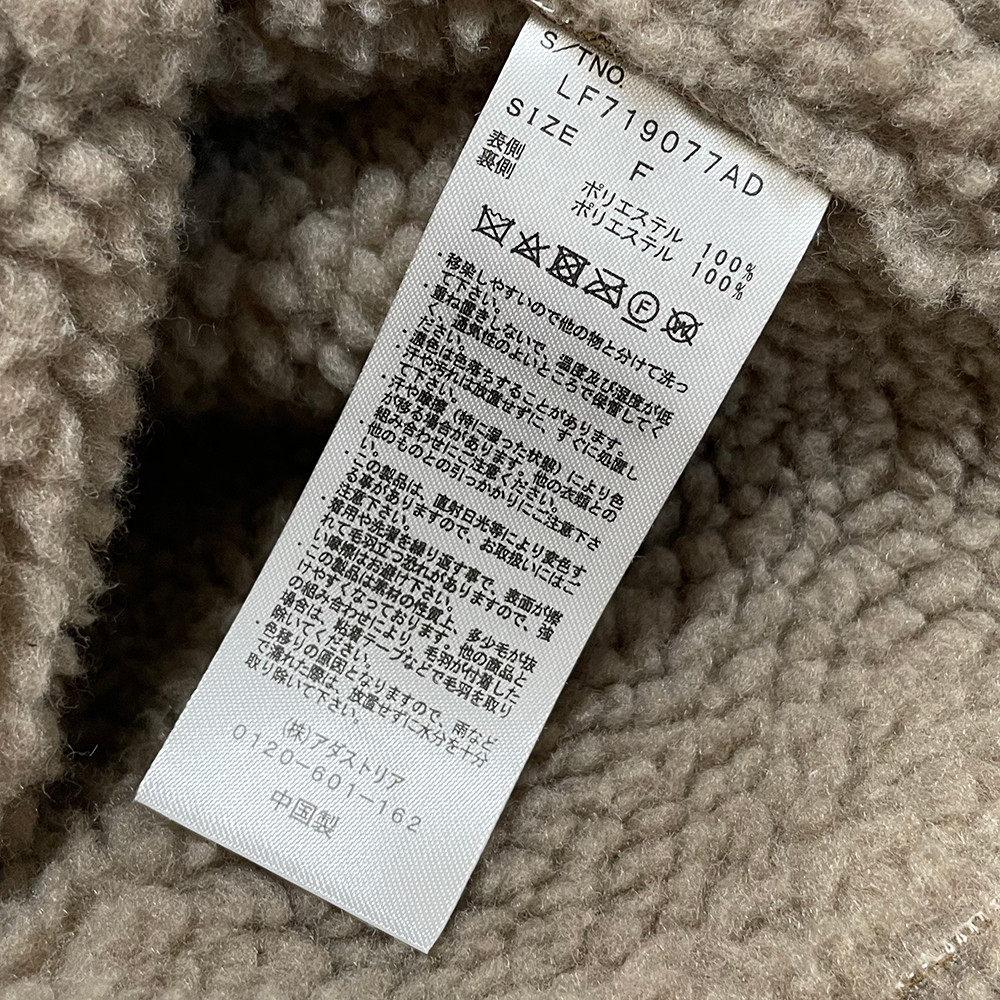 S/TNO.
LF719077AD
SIZE F
表側 ポリエステル 100%
裏側 ポリエステル 100%
F
W
・移染しやすいので他の物と分けて洗っ
て下さい。
・重ね置きしないで、温度及び湿度が低
く、通気性のよいところで保管してく
ださい。
・濃色は色落ちすることがあります。
汗や汚れは放置せずに、すぐに処置し
て下さい。
・汗や摩擦（特に湿った状態）により色
が移る場合があります。他の衣類との
組み合わせにご注意ください。
・他のものとの引っかかりにご注意下さ
い。
・この製品は、直射日光等により変色す
る事がありますので、お取扱いにはご
注意下さい。
・着用や洗濯を繰り返す事で、表面が擦
れて毛羽立つ恐れがありますので、強
い摩擦はお避け下さい。
・この製品は素材の性質上、多少毛が抜
けやすくなっております。他の商品と
の組み合わせにより、毛羽が付着した
場合は、粘着テープなどで毛羽を取り
除いてください。
・色移りの原因となりますので、雨など
で濡れた際は、放置せずに水分を十分
取り除いて下さい。
(株)アダストリア
0120-601-162
中国製